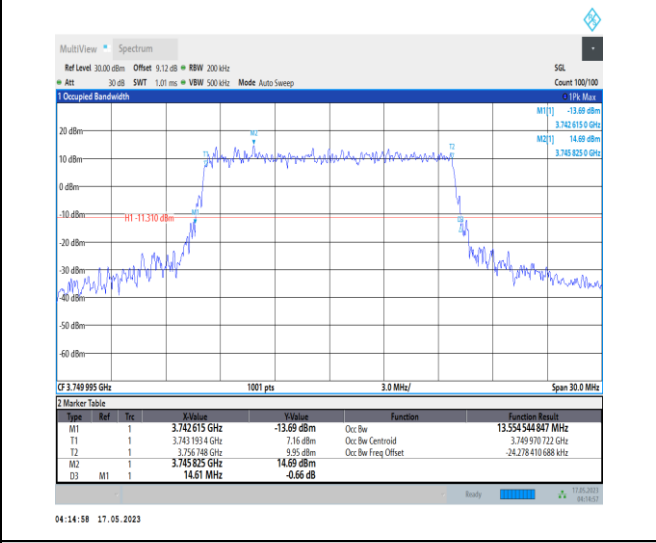 MultiView Spectrum
Ref Level 30.00 dBm Offset 9.12 dB RBW 200 kHz SGL
Att 30 dB SWT 1.01 ms VBW 500 kHz Mode Auto Sweep Count 100/100
1 Occupied Bandwidth 1Pk Max
M1[1] -13.69 dBm
3.742 615 0 GHz
M2[1] 14.69 dBm
3.745 825 0 GHz
20 dBm
M2
T1
T2
10 dBm
0 dBm
-10 dBm
H1 -11.310 dBm
M1
D3
-20 dBm
-30 dBm
-40 dBm
-50 dBm
-60 dBm
CF 3.749 995 GHz 1001 pts 3.0 MHz/ Span 30.0 MHz
2 Marker Table
Type Ref Trc X-Value Y-Value Function Function Result
M1 1 3.742 615 GHz -13.69 dBm Occ Bw 13.554 544 847 MHz
T1 1 3.743 193 4 GHz 7.16 dBm Occ Bw Centroid 3.749 970 722 GHz
T2 1 3.756 748 GHz 9.95 dBm Occ Bw Freq Offset -24.278 410 688 kHz
M2 1 3.745 825 GHz 14.69 dBm
D3 M1 1 14.61 MHz -0.66 dB
Ready 17.05.2023
04:14:57
04:14:58 17.05.2023